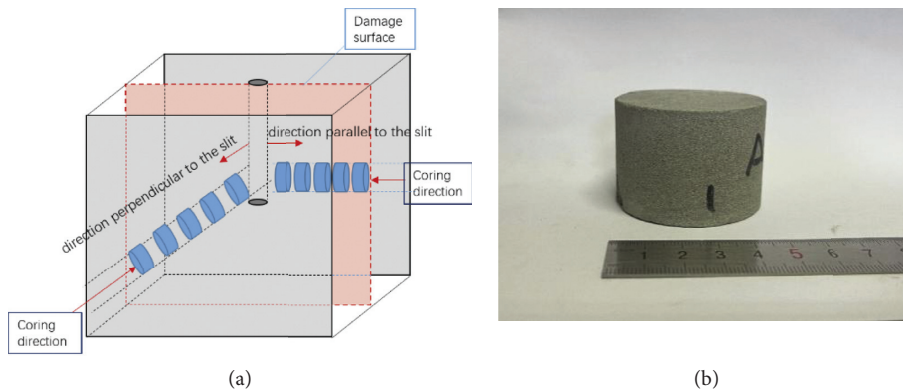 Damage
surface
direction parallel to the slit
direction perpendicular to the slit
Coring
direction
Coring
direction
A
1
1 2 3 4 5 6 7
(a)
(b)